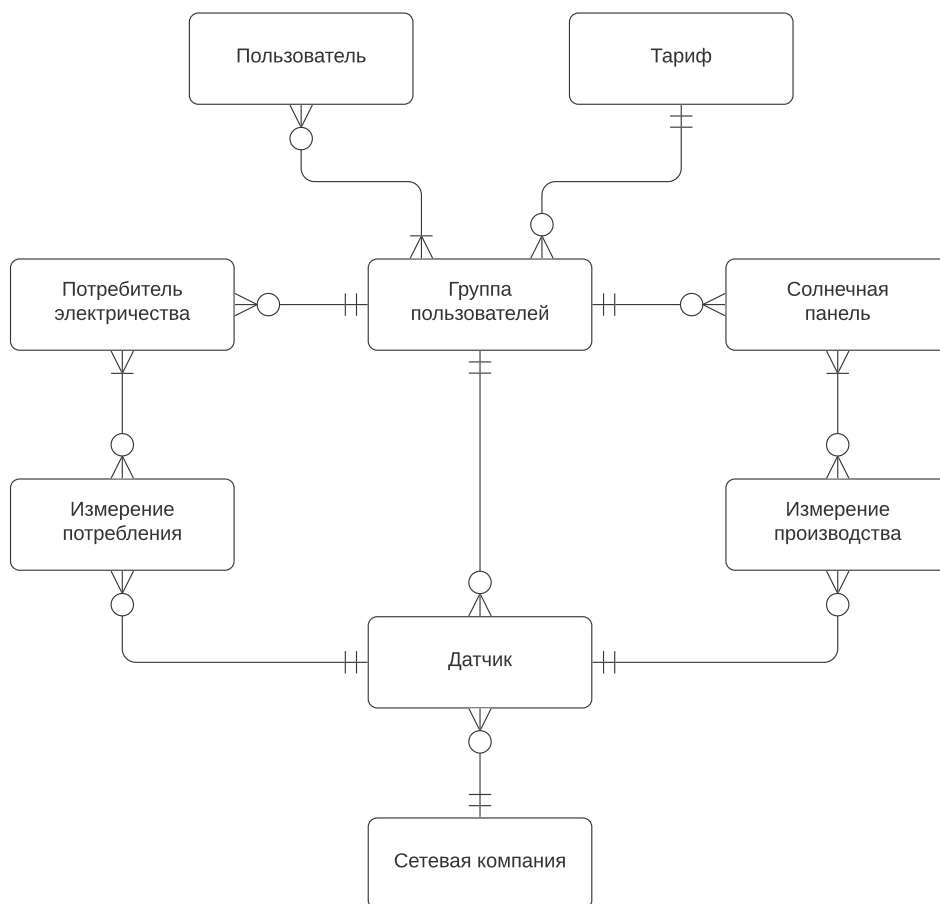 Пользователь
Тариф
Потребитель
электричества
Группа
пользователей
Солнечная
панель
Измерение
потребления
Измерение
производства
Датчик
Сетевая компания